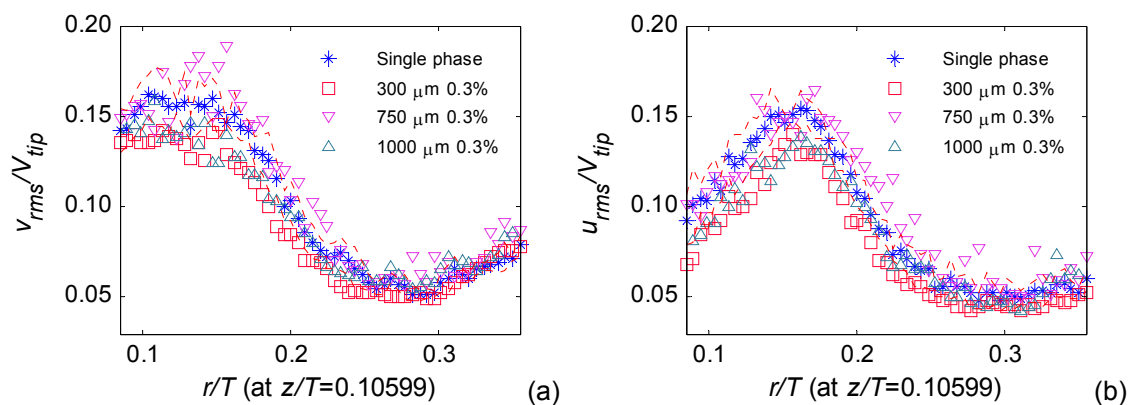 0.20
0.15
0.10
0.05
v_rms/V_tip
Single phase
300 μm 0.3%
750 μm 0.3%
1000 μm 0.3%
0.1 0.2 0.3
r/T (at z/T=0.10599)
(a)
0.20
0.15
0.10
0.05
u_rms/V_tip
Single phase
300 μm 0.3%
750 μm 0.3%
1000 μm 0.3%
0.1 0.2 0.3
r/T (at z/T=0.10599)
(b)